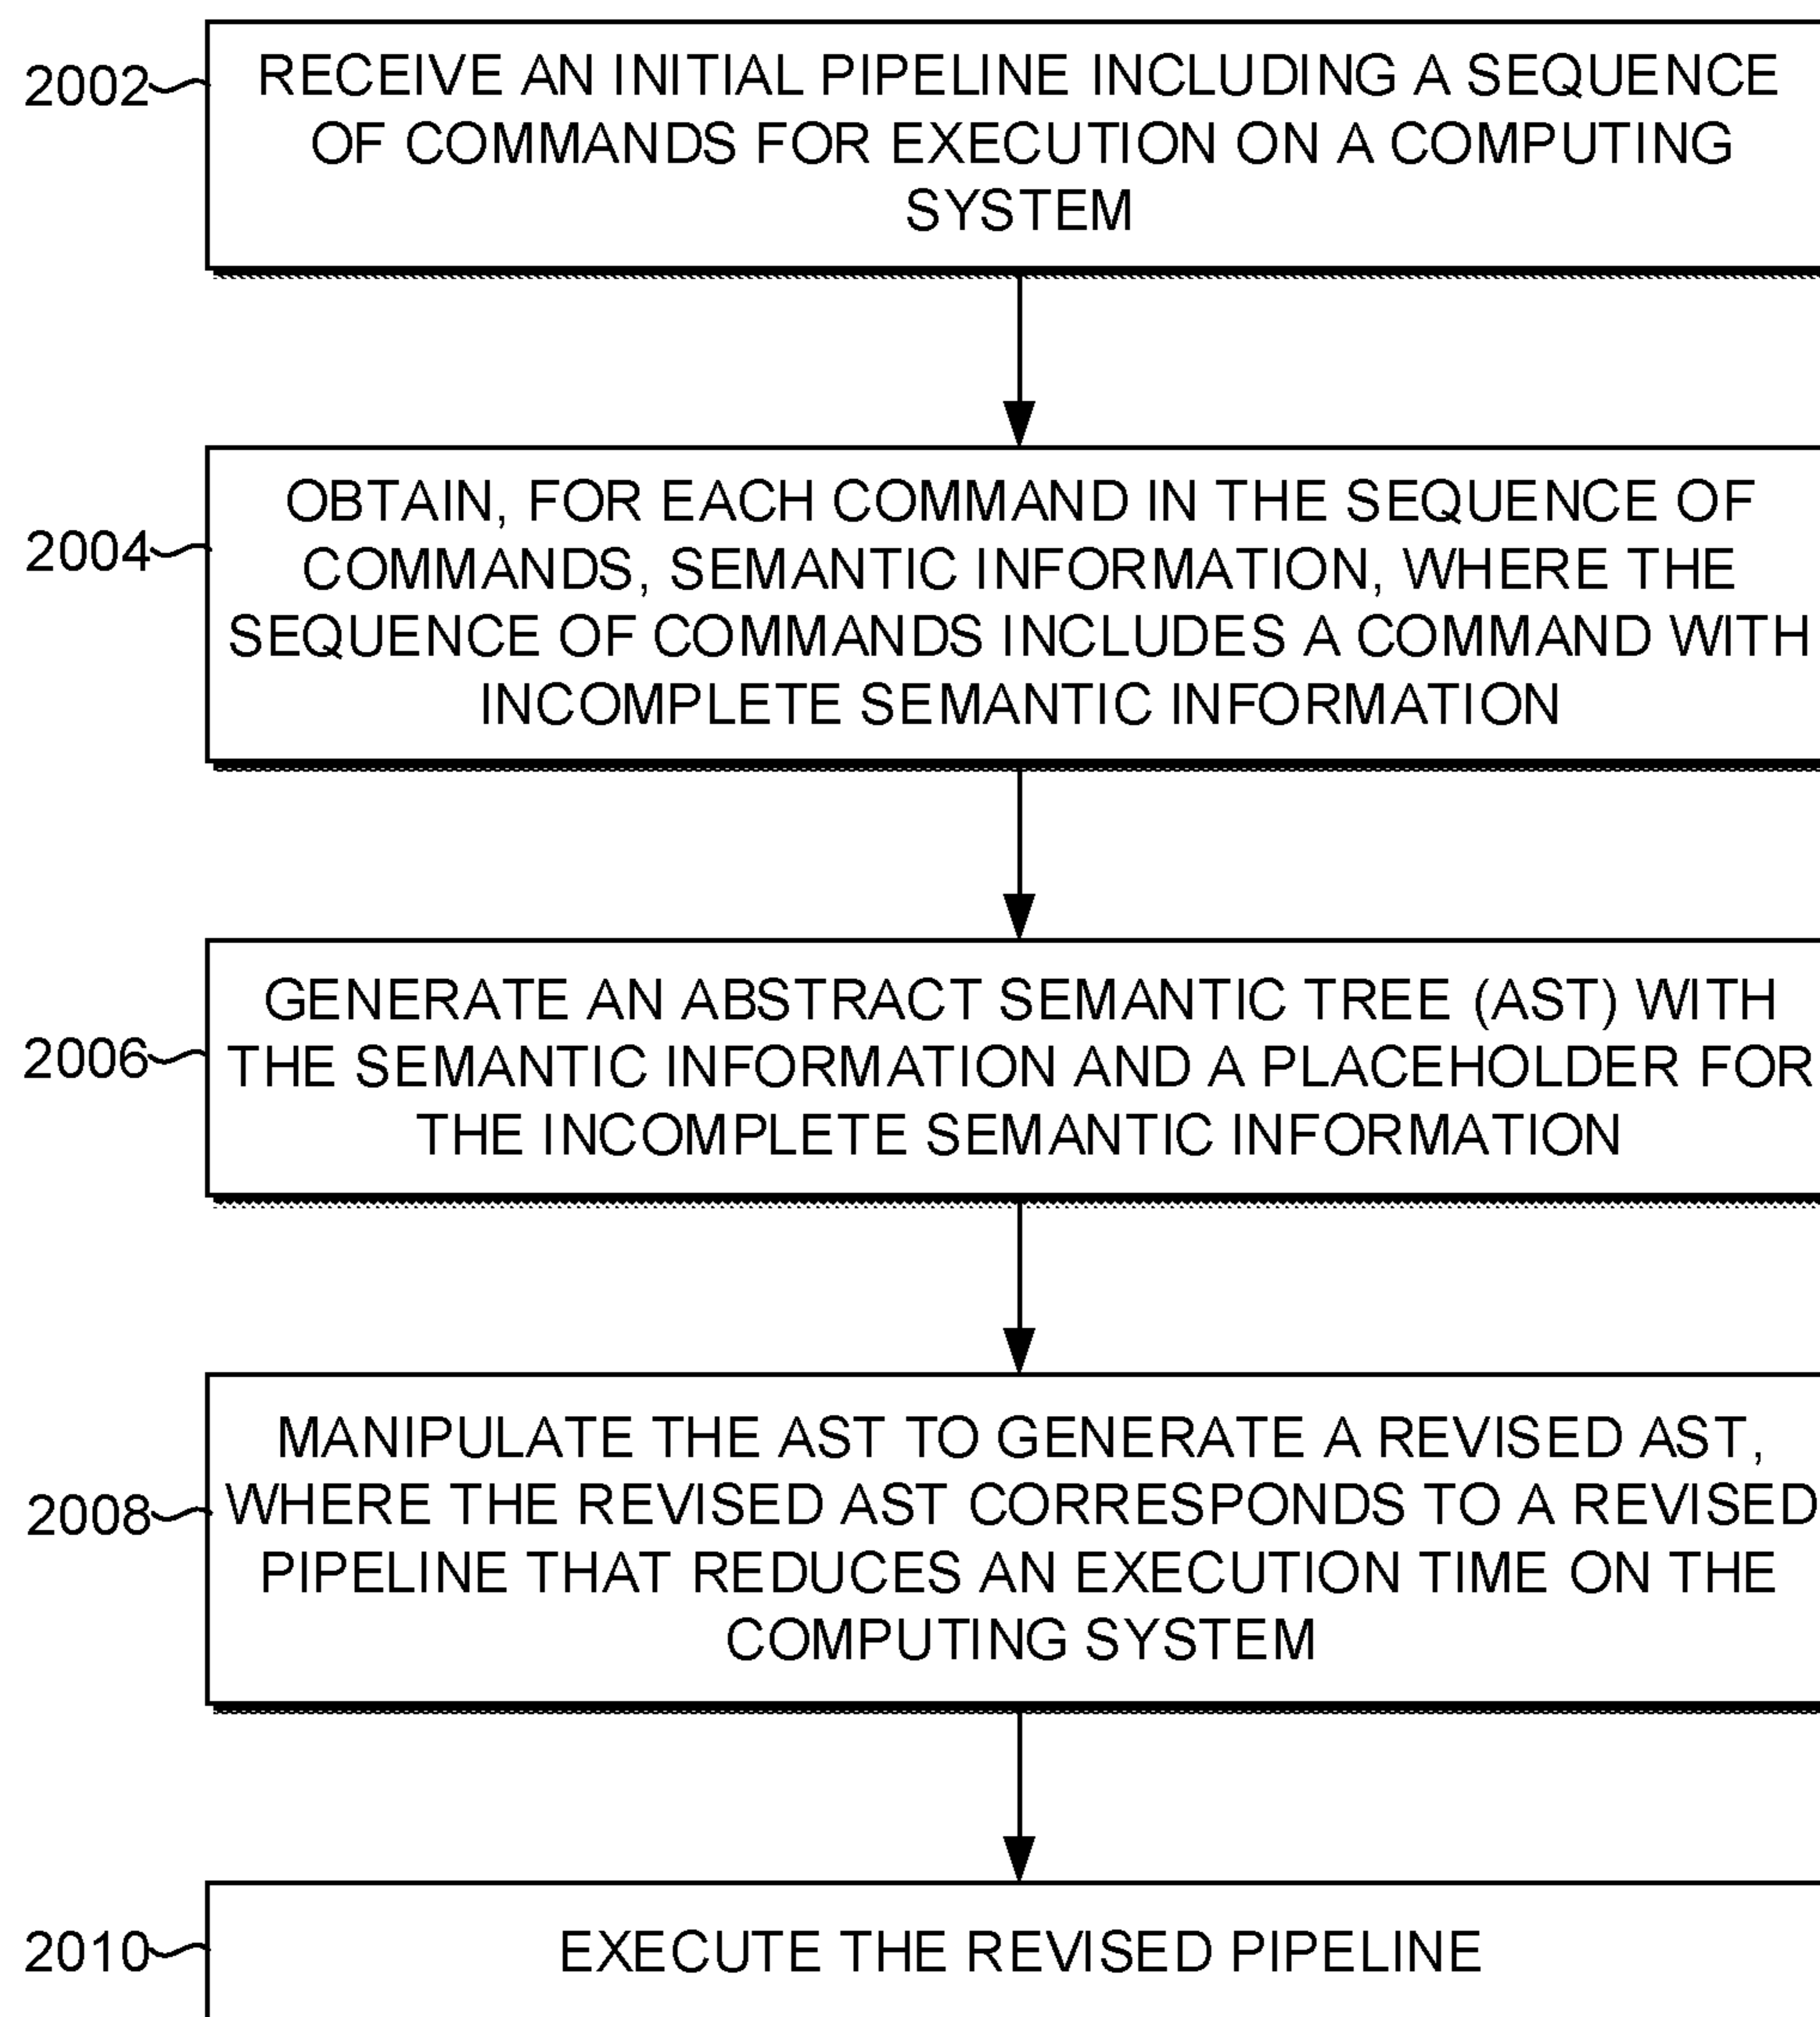 2002
RECEIVE AN INITIAL PIPELINE INCLUDING A SEQUENCE
OF COMMANDS FOR EXECUTION ON A COMPUTING
SYSTEM
2004
OBTAIN, FOR EACH COMMAND IN THE SEQUENCE OF
COMMANDS, SEMANTIC INFORMATION, WHERE THE
SEQUENCE OF COMMANDS INCLUDES A COMMAND WITH
INCOMPLETE SEMANTIC INFORMATION
2006
GENERATE AN ABSTRACT SEMANTIC TREE (AST) WITH
THE SEMANTIC INFORMATION AND A PLACEHOLDER FOR
THE INCOMPLETE SEMANTIC INFORMATION
2008
MANIPULATE THE AST TO GENERATE A REVISED AST,
WHERE THE REVISED AST CORRESPONDS TO A REVISED
PIPELINE THAT REDUCES AN EXECUTION TIME ON THE
COMPUTING SYSTEM
2010
EXECUTE THE REVISED PIPELINE